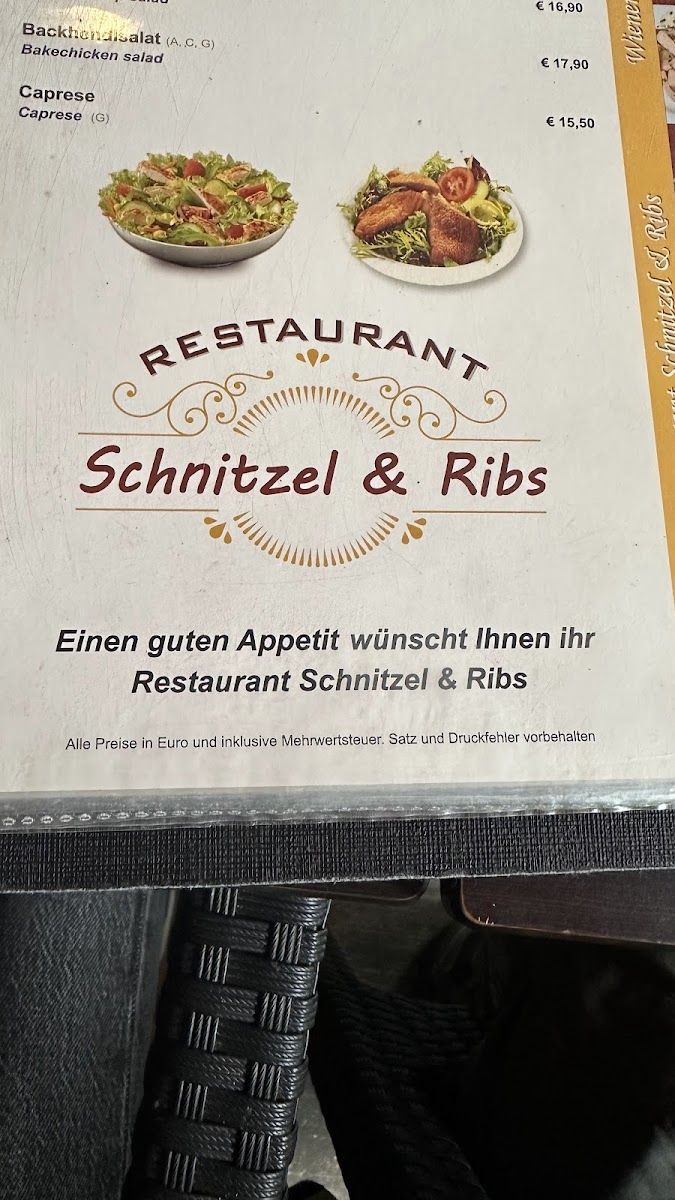 € 16,90
Backhendlsalat (A, C, G)
Bakechicken salad
€ 17,90
Caprese
Caprese (G)
€ 15,50
RESTAURANT
Schnitzel & Ribs
Einen guten Appetit wünscht Ihnen ihr
Restaurant Schnitzel & Ribs
Alle Preise in Euro und inklusive Mehrwertsteuer. Satz und Druckfehler vorbehalten
Schnitzel & Ribs
Wiener